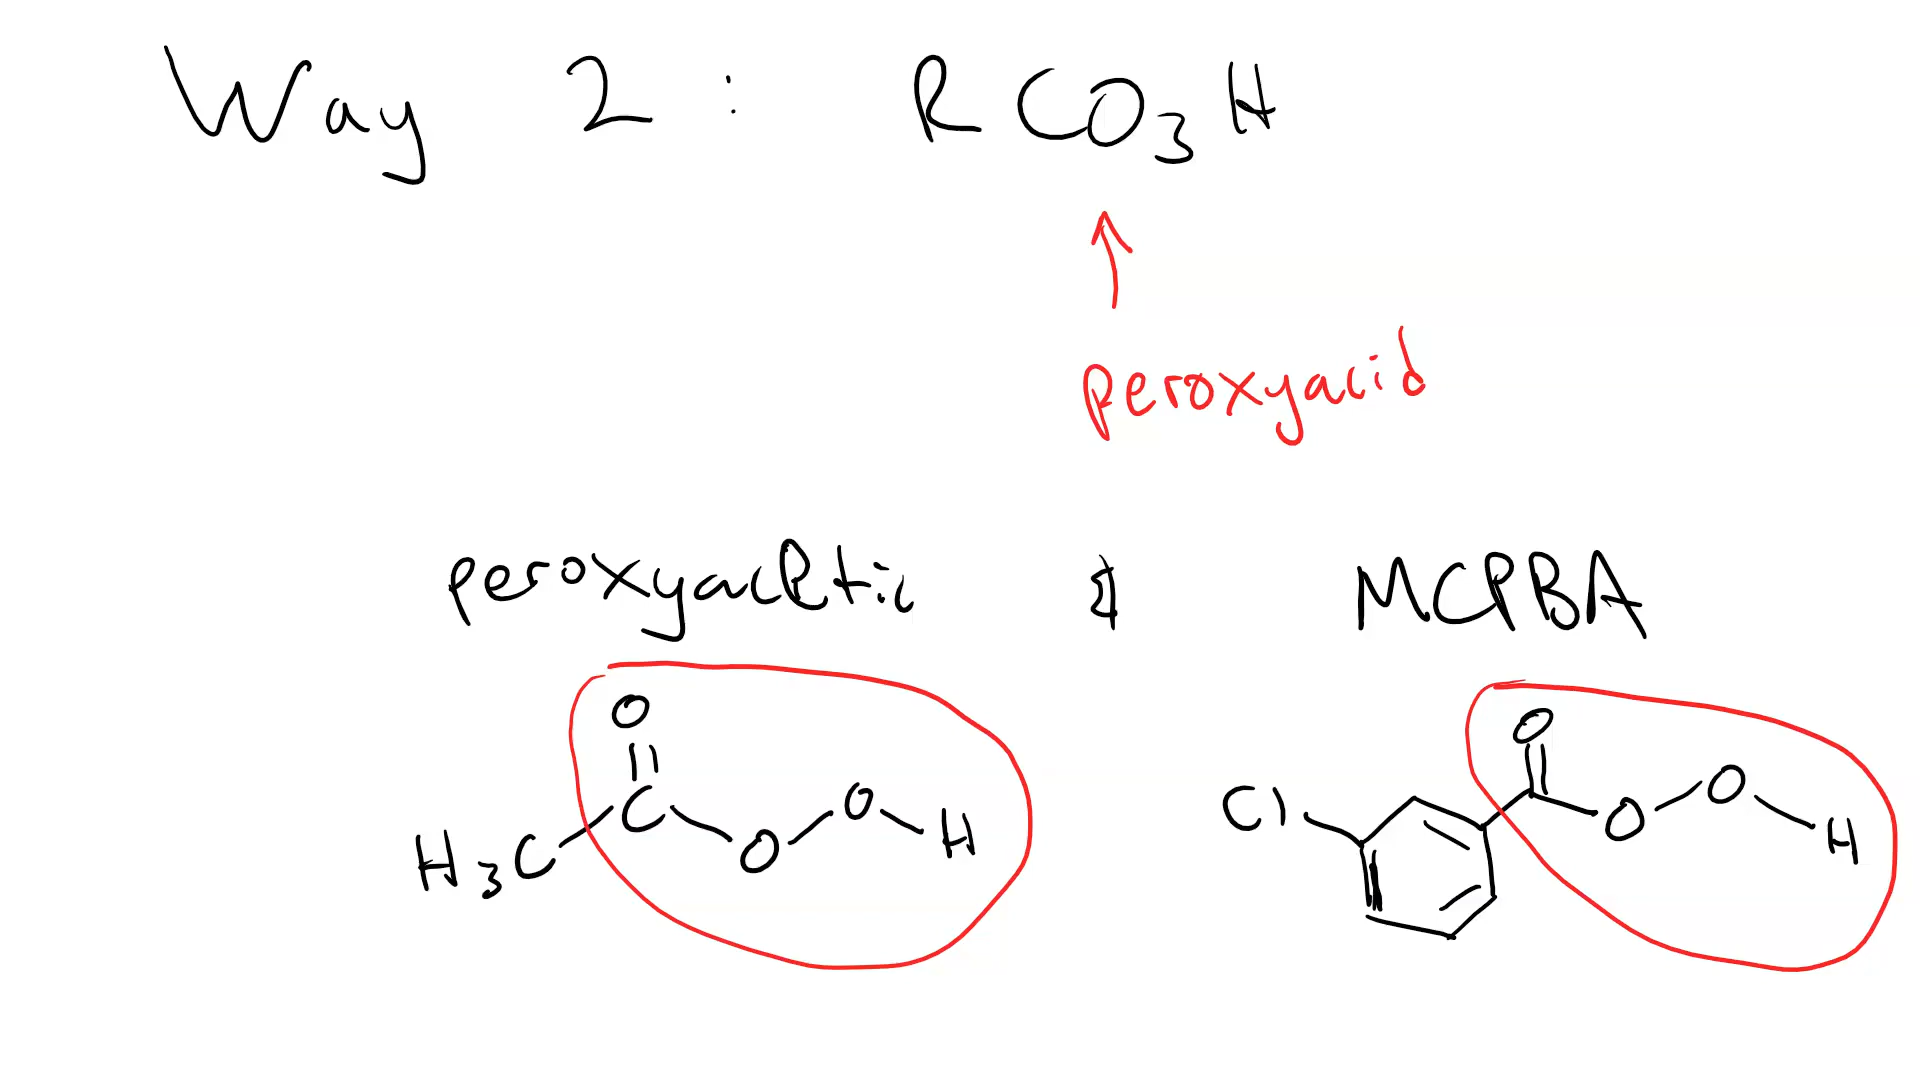 Way 2: RCO3H
peroxyacid
peroxyacetic & MCPBA
O
H3C C O O H
O
Cl O O H